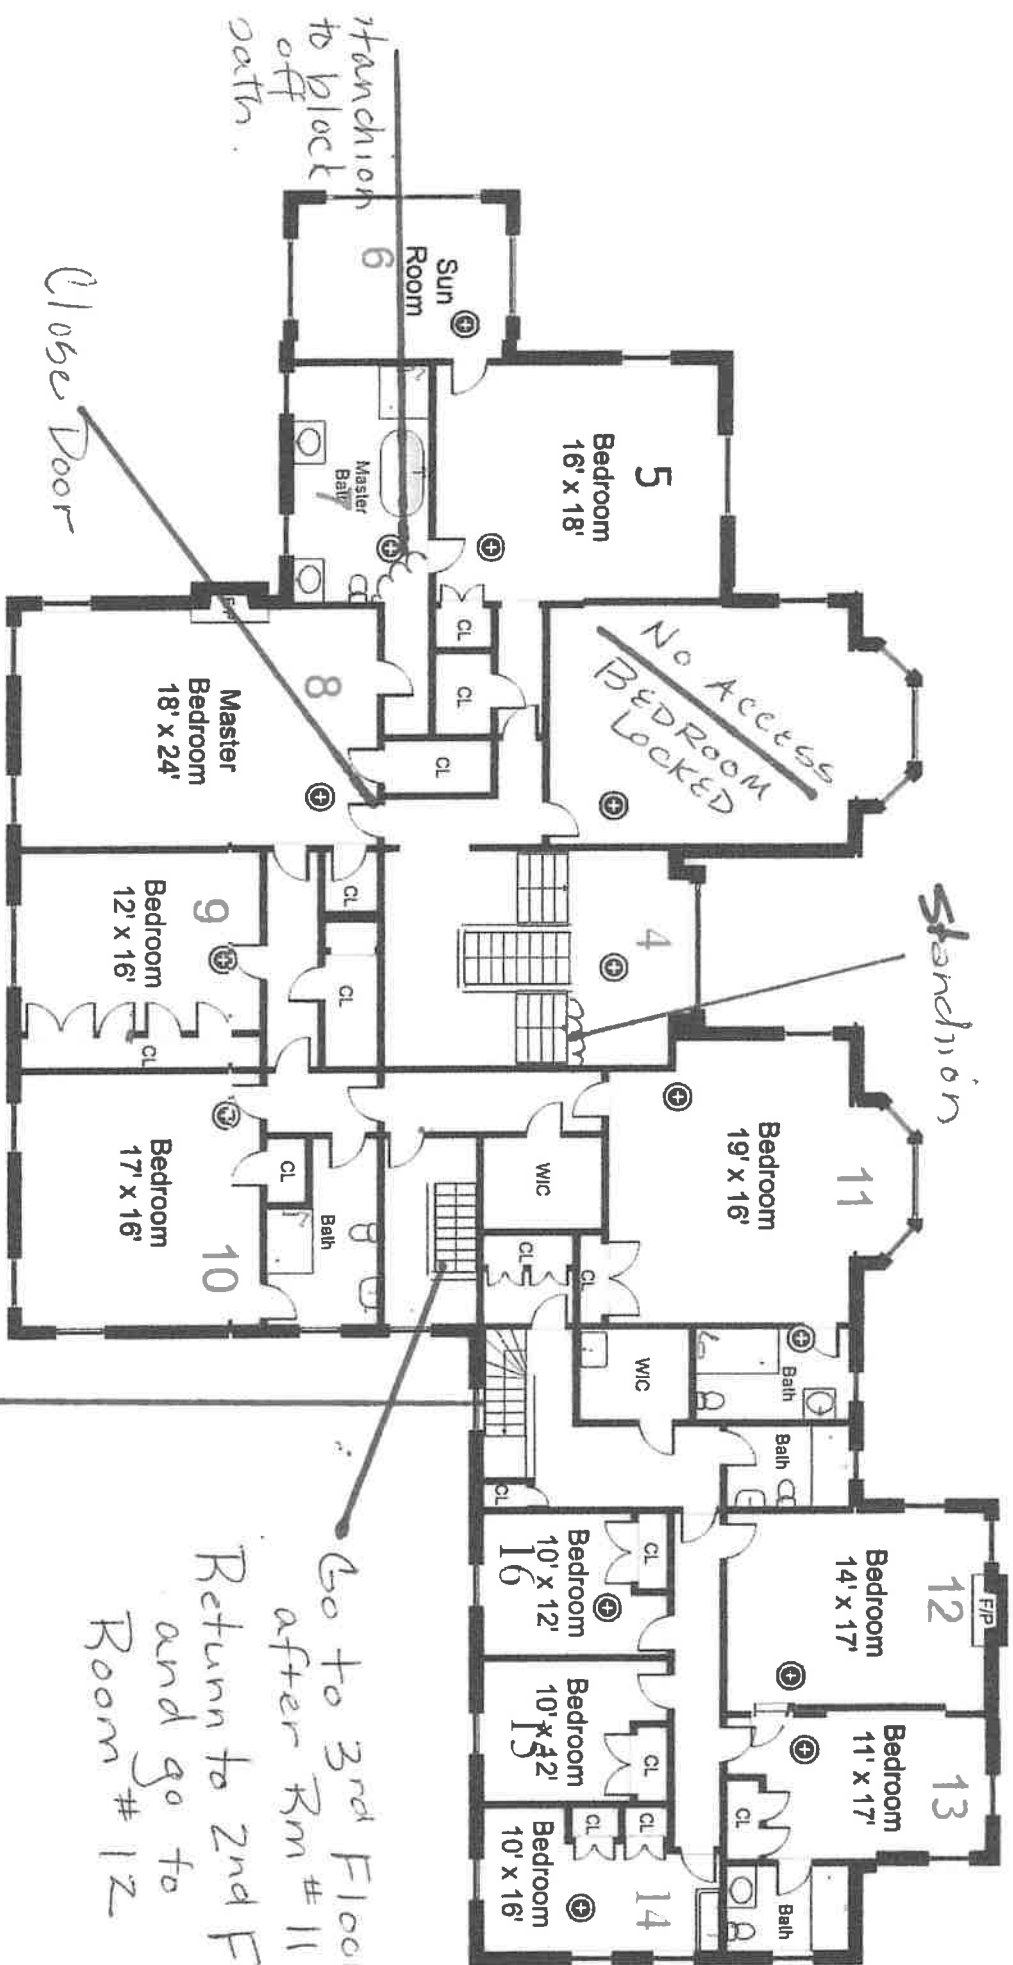 stanchion
to block
off
path.
Sun
Room
6
Close Door
5
Bedroom
16' x 18'
Master
Bath
7
CL
CL
CL
No Access
BEDROOM
LOCKED
F/P
8
Master
Bedroom
18' x 24'
Stanchion
4
CL
CL
9
Bedroom
12' x 16'
CL
11
Bedroom
19' x 16'
WIC
CL
CL
Bath
CL
Bedroom
17' x 16'
10
WIC
Bath
Bath
CL
Go to 3rd Floor
after Rm # 11
Return to 2nd F
and go to
Room # 12
12
F/P
Bedroom
14' x 17'
CL
Bedroom
10' x 12'
16
13
Bedroom
11' x 17'
CL
Bath
CL
Bedroom
10' x 12'
15
CL
CL
14
Bedroom
10' x 16'